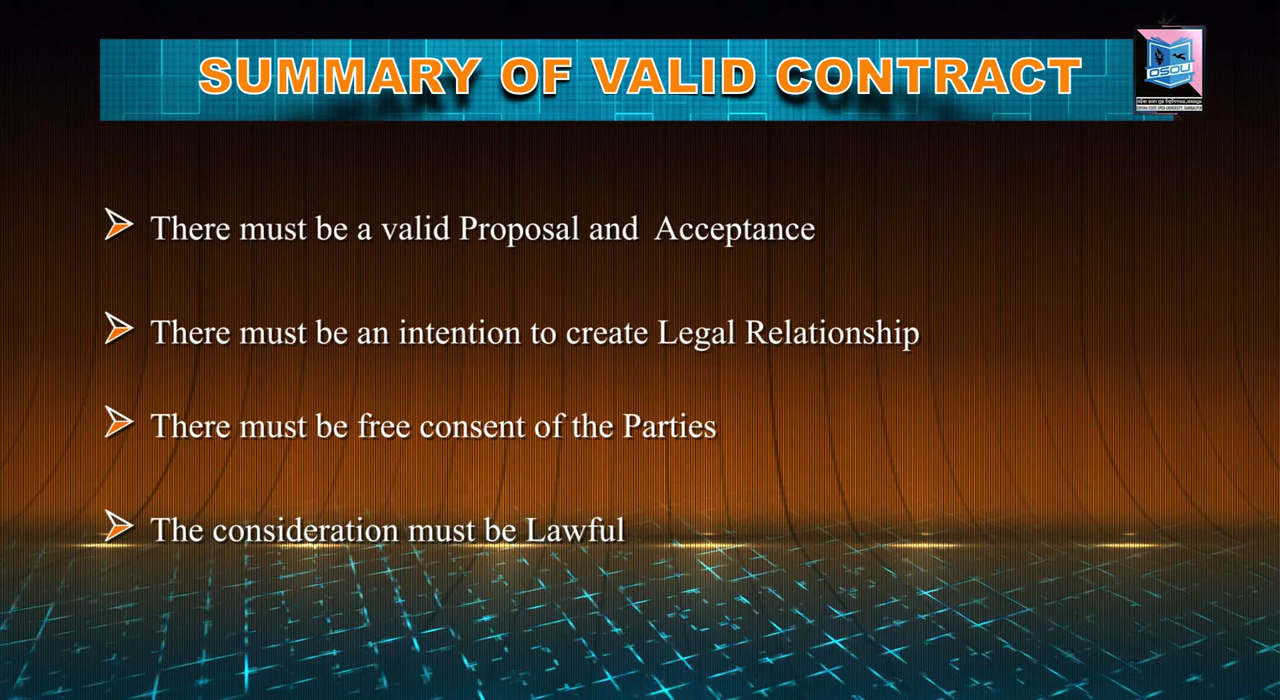 SUMMARY OF VALID CONTRACT
OSOU
There must be a valid Proposal and Acceptance
There must be an intention to create Legal Relationship
There must be free consent of the Parties
The consideration must be Lawful